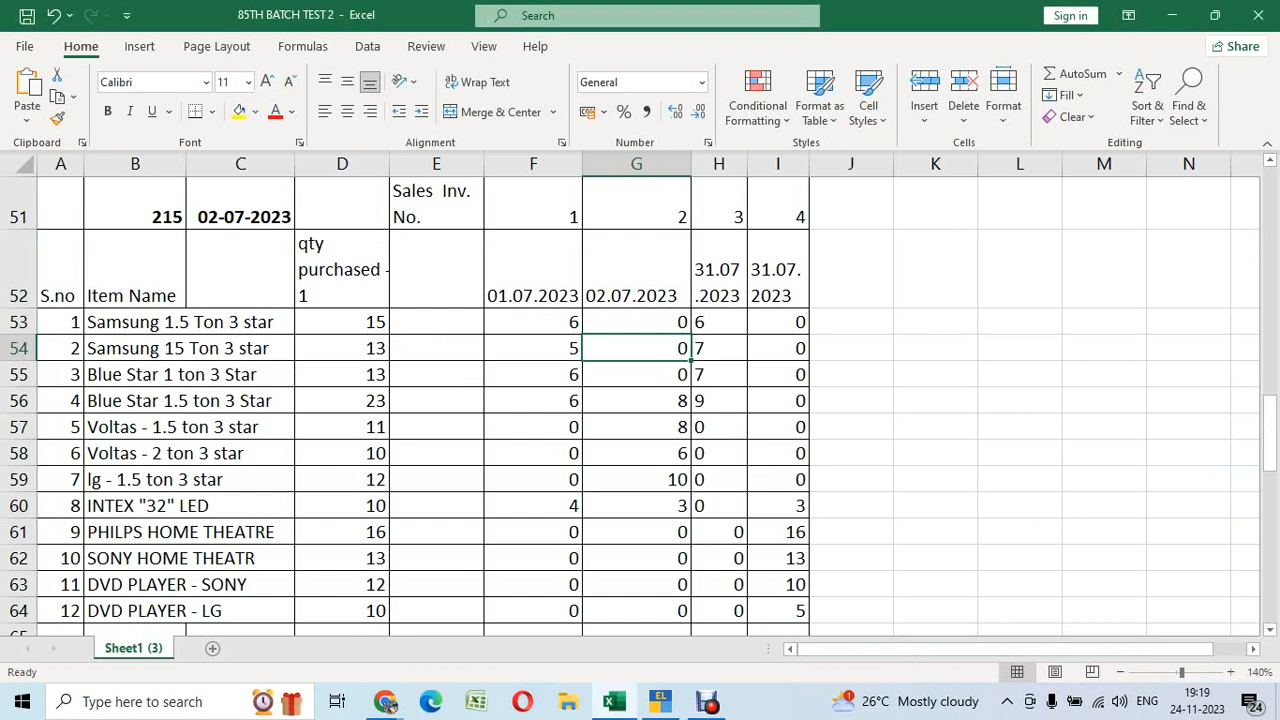 85TH BATCH TEST 2 - Excel
Search
Sign in
File Home Insert Page Layout Formulas Data Review View Help
Share
Paste
Calibri 11
B I U
Wrap Text
Merge & Center
General
Conditional Formatting
Format as Table
Cell Styles
Insert Delete Format
AutoSum
Fill
Clear
Sort & Filter
Find & Select
Clipboard Font Alignment Number Styles Cells Editing
A B C D E F G H I J K L M N
51 215 02-07-2023 Sales Inv. No. 1 2 3 4
52 S.no Item Name qty purchased - 1 01.07.2023 02.07.2023 31.07.2023 31.07.2023
53 1 Samsung 1.5 Ton 3 star 15 6 0 6 0
54 2 Samsung 15 Ton 3 star 13 5 0 7 0
55 3 Blue Star 1 ton 3 Star 13 6 0 7 0
56 4 Blue Star 1.5 ton 3 Star 23 6 8 9 0
57 5 Voltas - 1.5 ton 3 star 11 0 8 0 0
58 6 Voltas - 2 ton 3 star 10 0 6 0 0
59 7 lg - 1.5 ton 3 star 12 0 10 0 0
60 8 INTEX "32" LED 10 4 3 0 3
61 9 PHILPS HOME THEATRE 16 0 0 0 16
62 10 SONY HOME THEATR 13 0 0 0 13
63 11 DVD PLAYER - SONY 12 0 0 0 10
64 12 DVD PLAYER - LG 10 0 0 0 5
65
Sheet1 (3)
Ready
140%
Type here to search
EL
1
26°C Mostly cloudy
ENG
19:19
24-11-2023
24